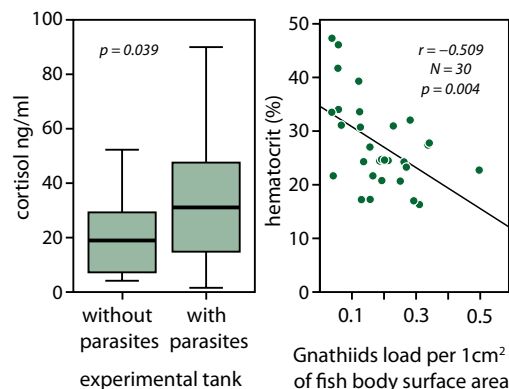 100
80
60
40
20
0
cortisol ng/ml
p = 0.039
without
parasites
with
parasites
experimental tank
50
40
30
20
10
0
hematocrit (%)
r = −0.509
N = 30
p = 0.004
0.1
0.3
0.5
Gnathiids load per 1cm²
of fish body surface area